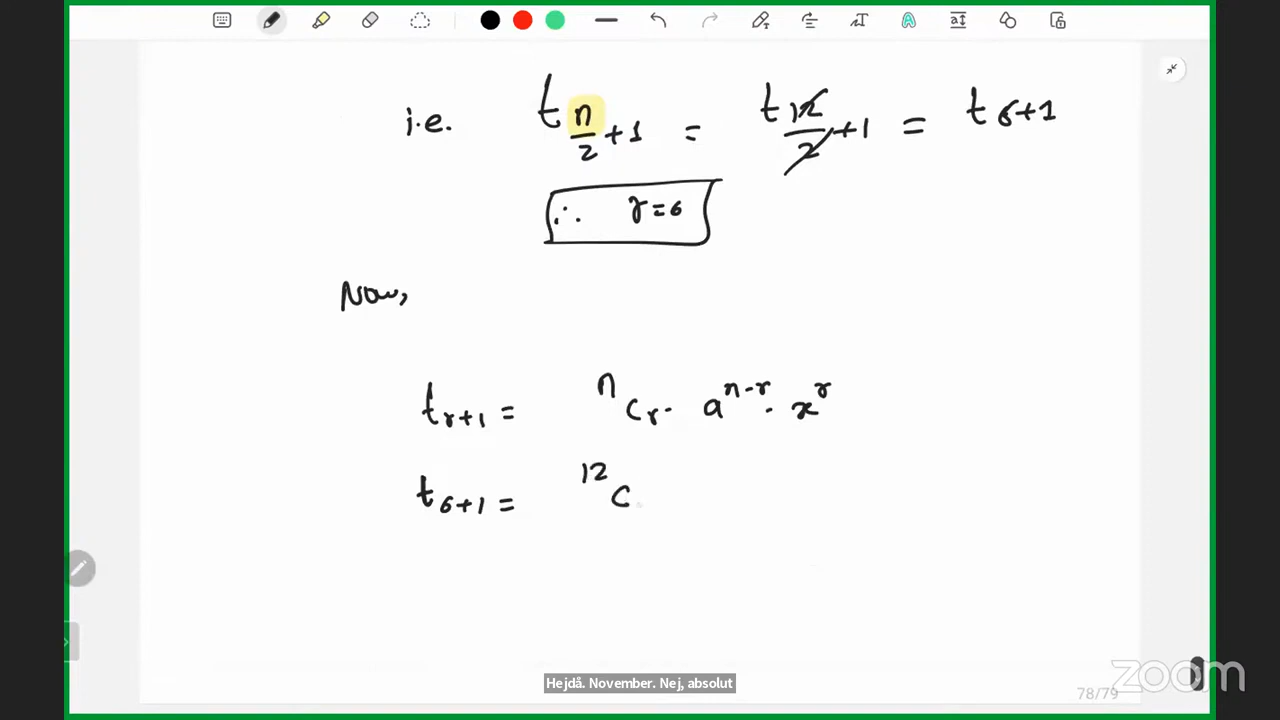 i.e. t n/2 +1 = t 12/2 +1 = t 6+1
∴ r = 6
Now,
t r+1 = ⁿC r · a^n-r · x^r
t 6+1 = ¹²C
Hejdå. November. Nej, absolut
zoom
78/79